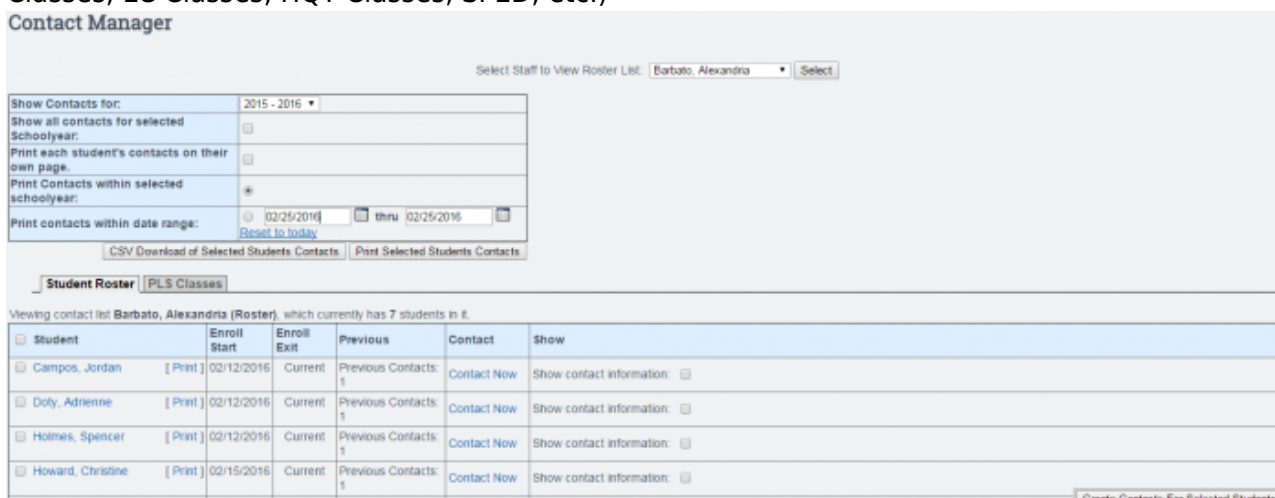 Classes, LC Classes, HQT Classes, SPED, etc.)
Contact Manager
Select Staff to View Roster List: Barbato, Alexandria Select
Show Contacts for: 2015 - 2016
Show all contacts for selected
Schoolyear:
Print each student's contacts on their
own page.
Print Contacts within selected
schoolyear:
Print contacts within date range: 02/25/2016 thru 02/25/2016
Reset to today
CSV Download of Selected Students Contacts Print Selected Students Contacts
Student Roster PLS Classes
Viewing contact list Barbato, Alexandria (Roster), which currently has 7 students in it.
Student Enroll Start Enroll Exit Previous Contact Show
Campos, Jordan [ Print ] 02/12/2016 Current Previous Contacts: 1 Contact Now Show contact information:
Doty, Adrienne [ Print ] 02/12/2016 Current Previous Contacts: 1 Contact Now Show contact information:
Holmes, Spencer [ Print ] 02/12/2016 Current Previous Contacts: 1 Contact Now Show contact information:
Howard, Christine [ Print ] 02/15/2016 Current Previous Contacts: 1 Contact Now Show contact information:
Create Contacts For Selected Students